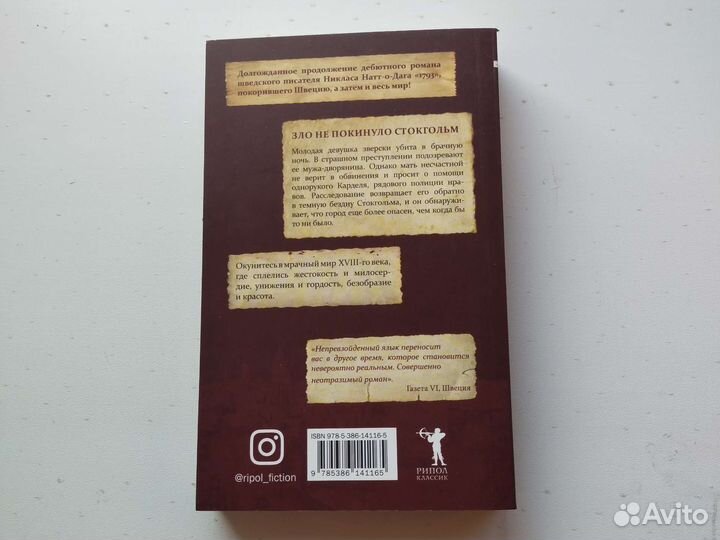 Долгожданное продолжение дебютного романа
шведского писателя Никласа Натт-о-Дага «1793»,
покорившего Швецию, а затем и весь мир!
ЗЛО НЕ ПОКИНУЛО СТОКГОЛЬМ
Молодая девушка зверски убита в брачную
ночь. В страшном преступлении подозревают
ее мужа-дворянина. Однако мать несчастной
не верит в обвинения и просит о помощи
однорукого Карделя, рядового полиции нра-
вов. Расследование возвращает его обратно
в темную бездну Стокгольма, и он обнаружи-
вает, что город еще более опасен, чем когда бы
то ни было.
Окунитесь в мрачный мир XVIII-го века,
где сплелись жестокость и милосер-
дие, унижения и гордость, безобразие
и красота.
«Непревзойденный язык переносит
вас в другое время, которое становится
невероятно реальным. Совершенно
неотразимый роман».
Газета VI, Швеция
ISBN 978-5-386-14116-5
9 785386 141165
@ripol_fiction
РИПОЛ
КЛАССИК
Avito